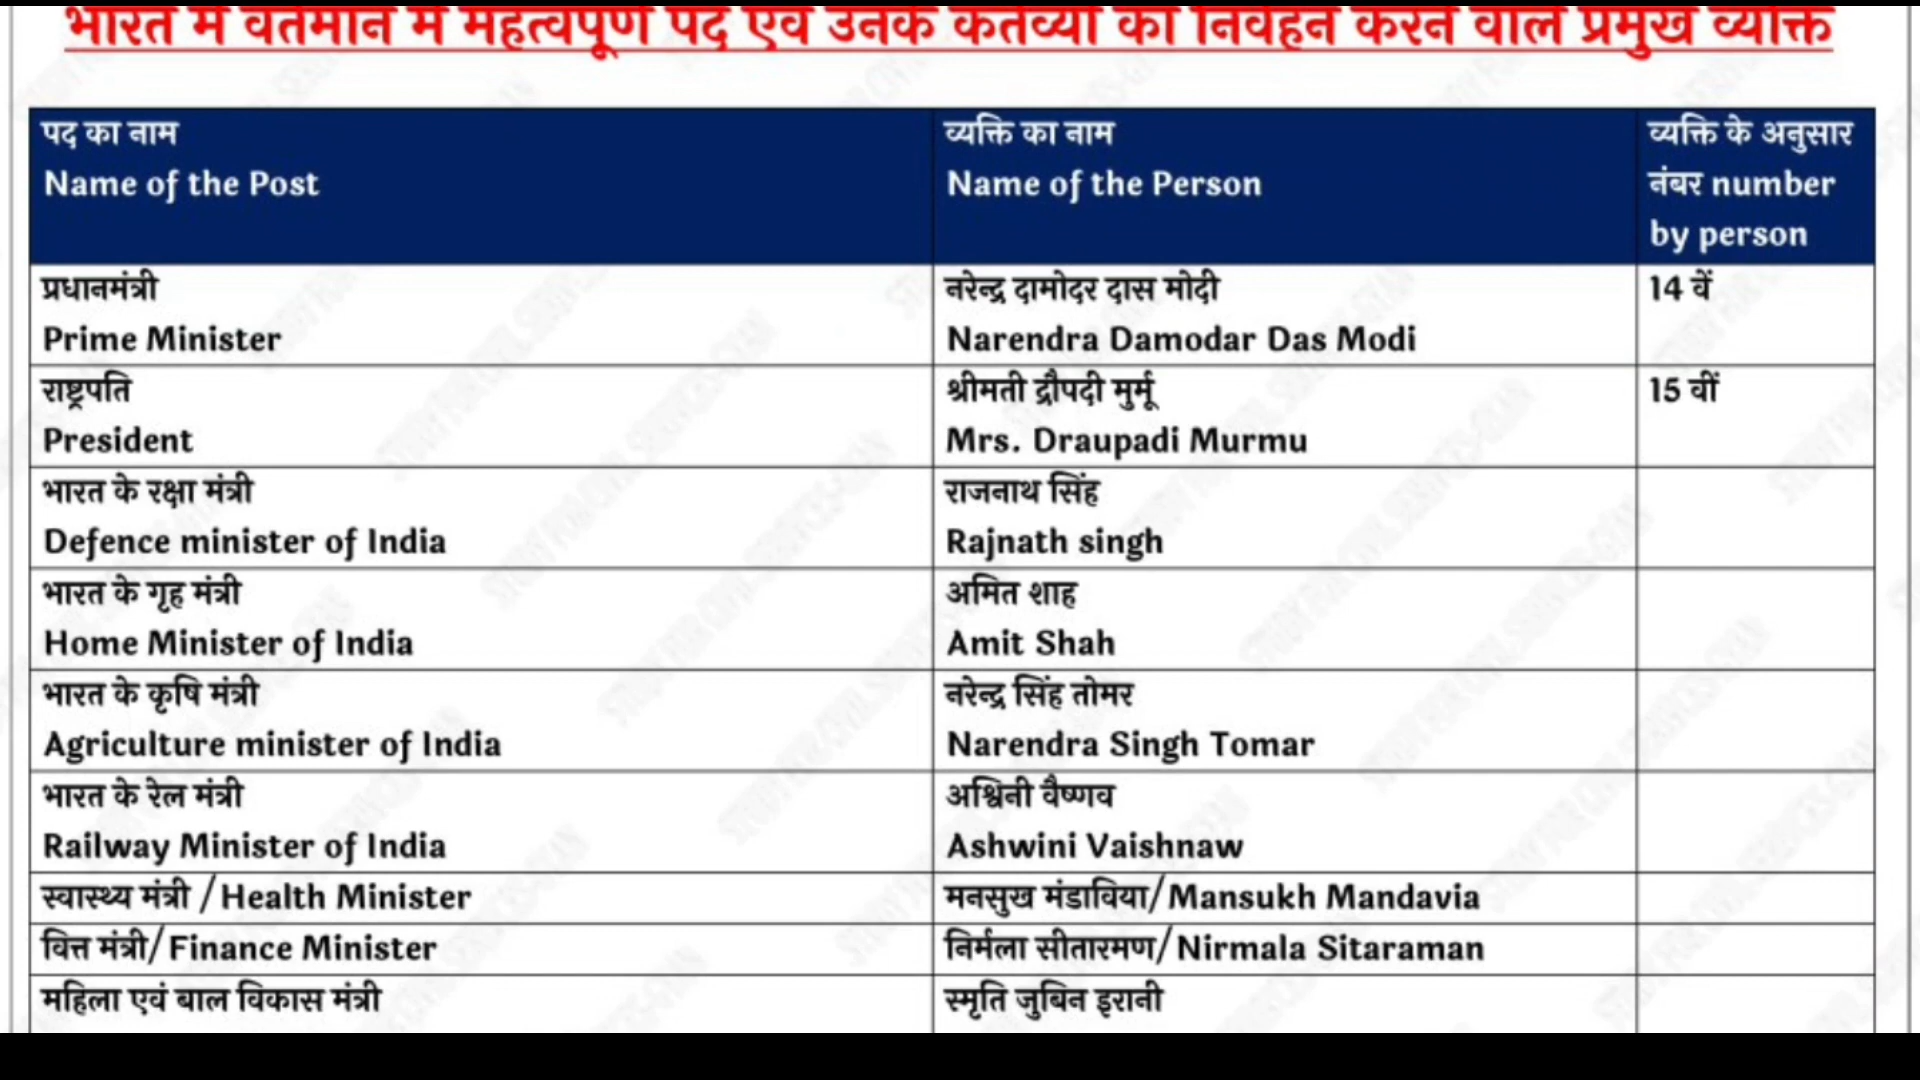 भारत में वर्तमान में महत्वपूर्ण पद एवं उनके कर्तव्यों का निर्वहन करने वाले प्रमुख व्यक्ति
पद का नाम
Name of the Post
व्यक्ति का नाम
Name of the Person
व्यक्ति के अनुसार
नंबर number
by person
प्रधानमंत्री
Prime Minister
नरेन्द्र दामोदर दास मोदी
Narendra Damodar Das Modi
14 वें
राष्ट्रपति
President
श्रीमती द्रौपदी मुर्मू
Mrs. Draupadi Murmu
15 वीं
भारत के रक्षा मंत्री
Defence minister of India
राजनाथ सिंह
Rajnath singh
भारत के गृह मंत्री
Home Minister of India
अमित शाह
Amit Shah
भारत के कृषि मंत्री
Agriculture minister of India
नरेन्द्र सिंह तोमर
Narendra Singh Tomar
भारत के रेल मंत्री
Railway Minister of India
अश्विनी वैष्णव
Ashwini Vaishnaw
स्वास्थ्य मंत्री /Health Minister
मनसुख मंडाविया/Mansukh Mandavia
वित्त मंत्री/Finance Minister
निर्मला सीतारमण/Nirmala Sitaraman
महिला एवं बाल विकास मंत्री
स्मृति जुबिन इरानी